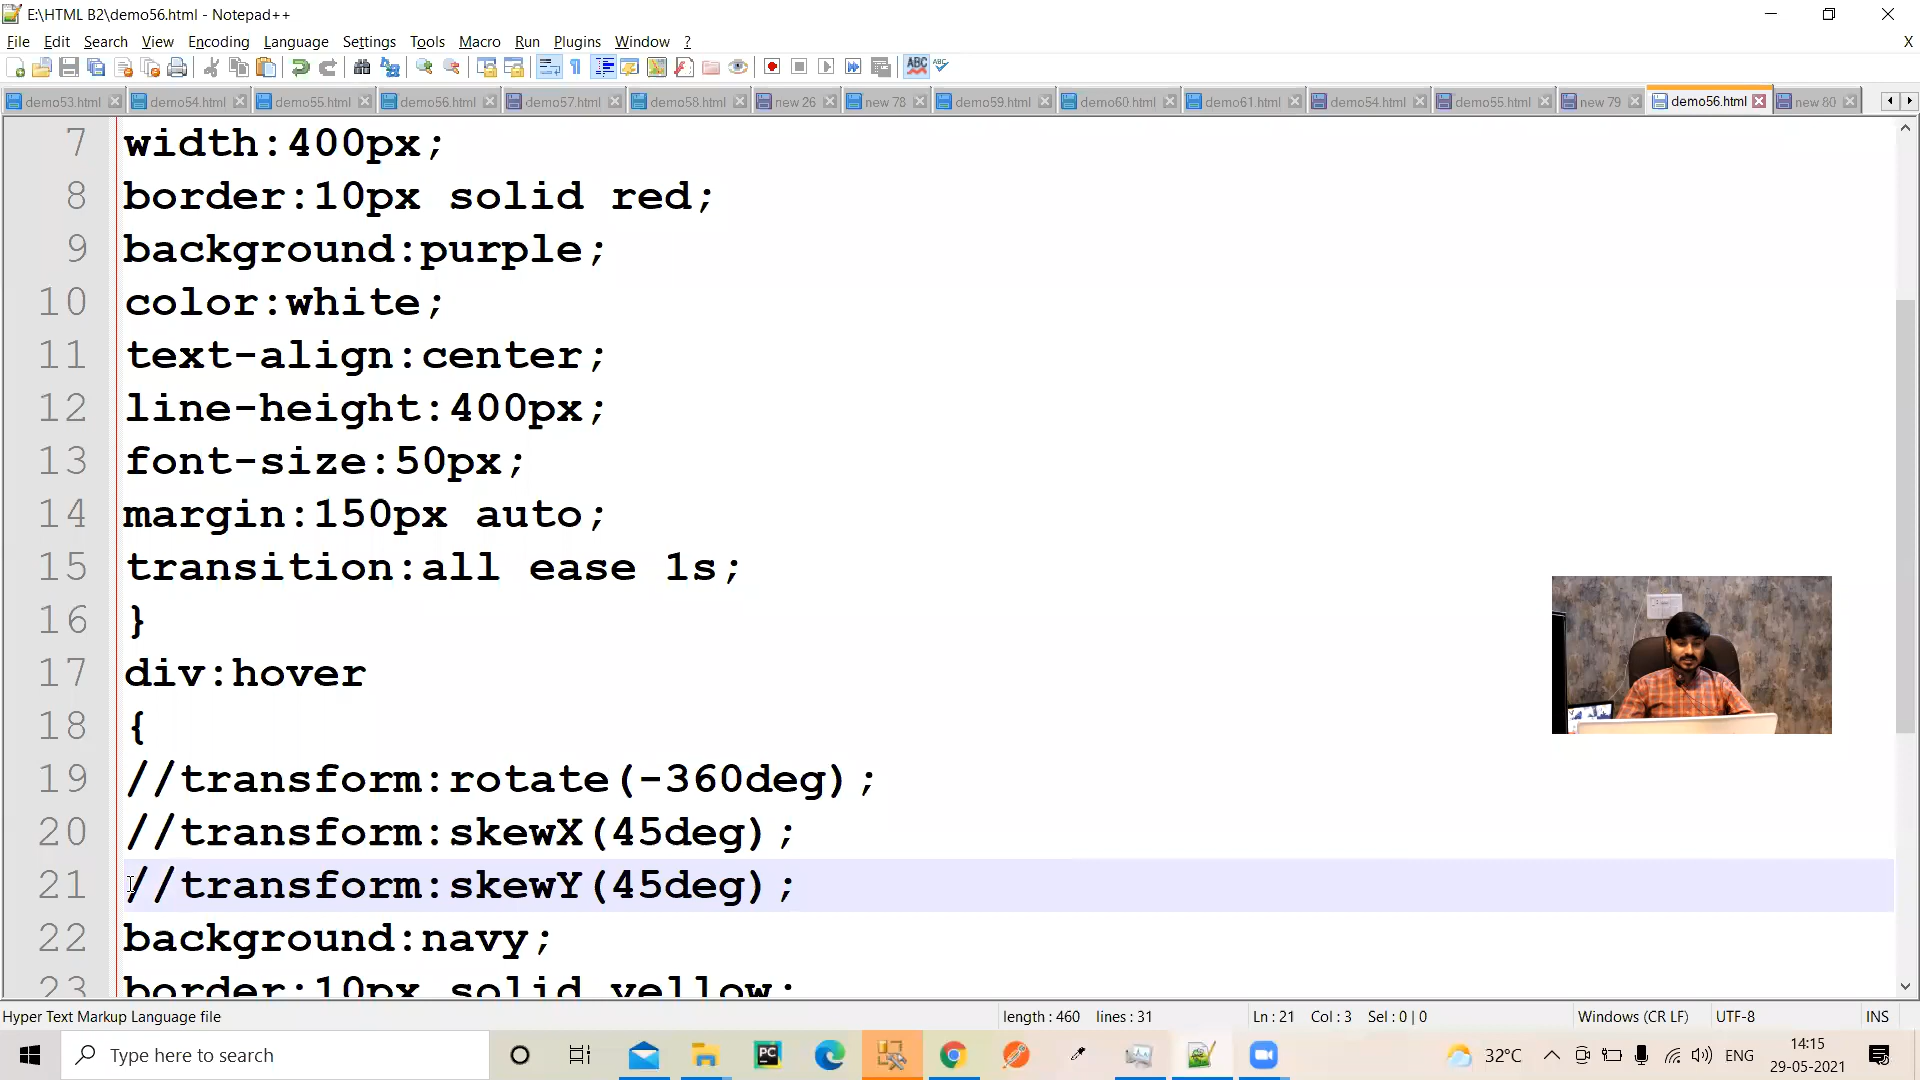 E:\HTML B2\demo56.html - Notepad++
File Edit Search View Encoding Language Settings Tools Macro Run Plugins Window ? X
demo53.html demo54.html demo55.html demo56.html demo57.html demo58.html new 26 new 78 demo59.html demo60.html demo61.html demo54.html demo55.html new 79 demo56.html new 80
7 width:400px;
8 border:10px solid red;
9 background:purple;
10 color:white;
11 text-align:center;
12 line-height:400px;
13 font-size:50px;
14 margin:150px auto;
15 transition:all ease 1s;
16 }
17 div:hover
18 {
19 //transform:rotate(-360deg);
20 //transform:skewX(45deg);
21 //transform:skewY(45deg);
22 background:navy;
23 border:10px solid yellow;
Hyper Text Markup Language file length : 460 lines : 31 Ln : 21 Col : 3 Sel : 0 | 0 Windows (CR LF) UTF-8 INS
Type here to search 32°C ENG 14:15
29-05-2021